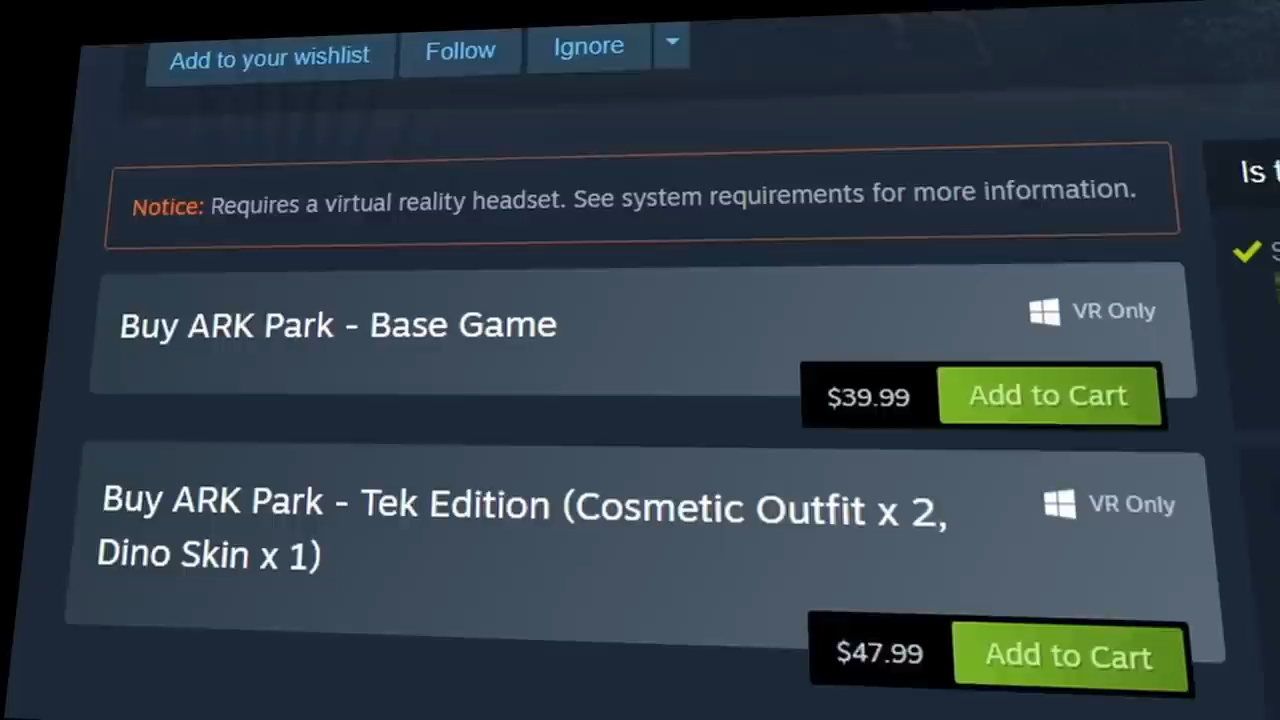 Add to your wishlist Follow Ignore
Notice: Requires a virtual reality headset. See system requirements for more information.
Is
Buy ARK Park - Base Game
VR Only
$39.99 Add to Cart
Buy ARK Park - Tek Edition (Cosmetic Outfit x 2,
Dino Skin x 1)
VR Only
$47.99 Add to Cart